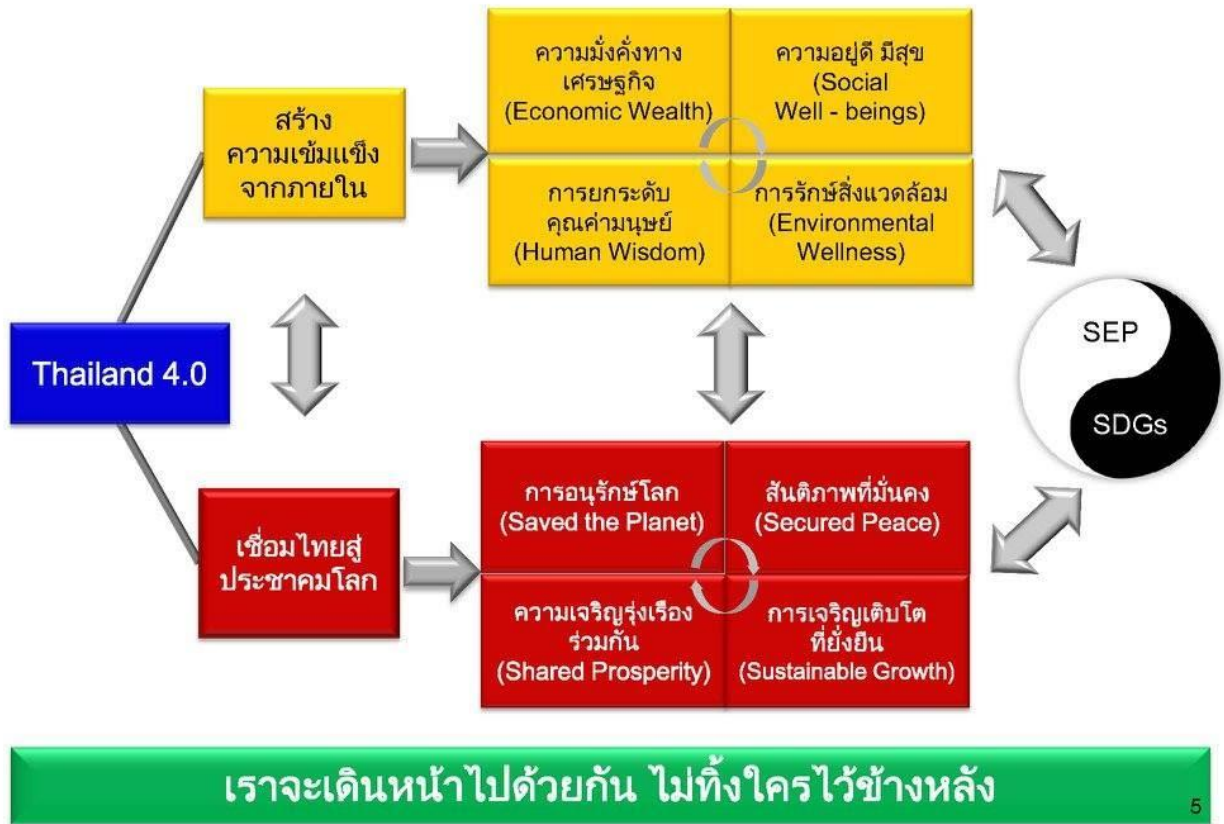 ความมั่งคั่งทาง
เศรษฐกิจ
(Economic Wealth)
ความอยู่ดี มีสุข
(Social
Well - beings)
สร้าง
ความเข้มแข็ง
จากภายใน
การยกระดับ
คุณค่ามนุษย์
(Human Wisdom)
การรักษ์สิ่งแวดล้อม
(Environmental
Wellness)
Thailand 4.0
SEP
SDGs
เชื่อมไทยสู่
ประชาคมโลก
การอนุรักษ์โลก
(Saved the Planet)
สันติภาพที่มั่นคง
(Secured Peace)
ความเจริญรุ่งเรือง
ร่วมกัน
(Shared Prosperity)
การเจริญเติบโต
ที่ยั่งยืน
(Sustainable Growth)
เราจะเดินหน้าไปด้วยกัน ไม่ทิ้งใครไว้ข้างหลัง
5